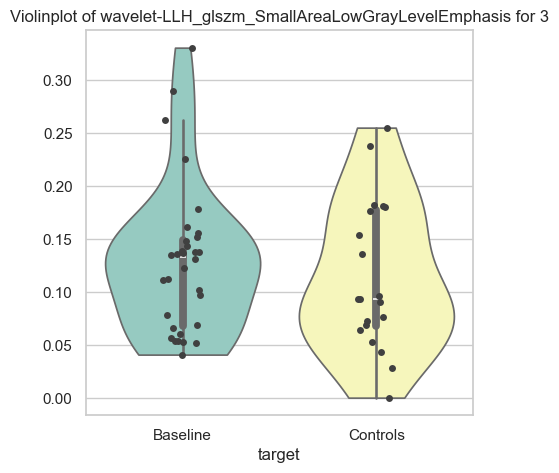 Violinplot of wavelet-LLH_glszm_SmallAreaLowGrayLevelEmphasis for 3
0.30
0.25
0.20
0.15
0.10
0.05
0.00
Baseline Controls
target